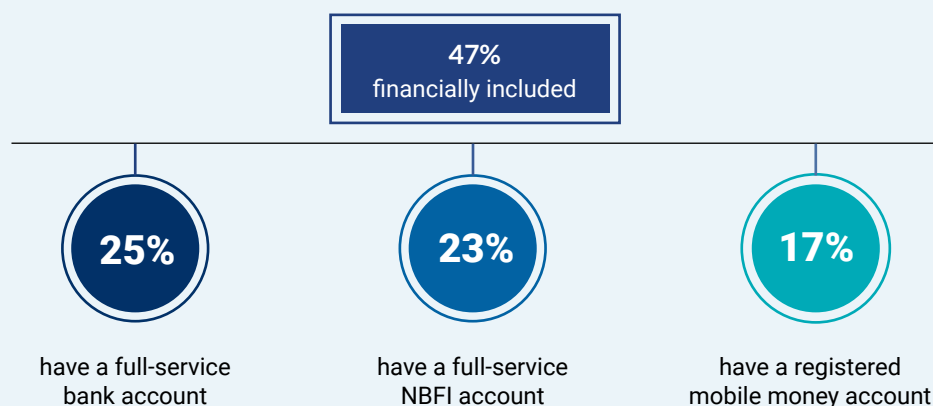 47%
financially included
25%
23%
17%
have a full-service
bank account
have a full-service
NBFI account
have a registered
mobile money account